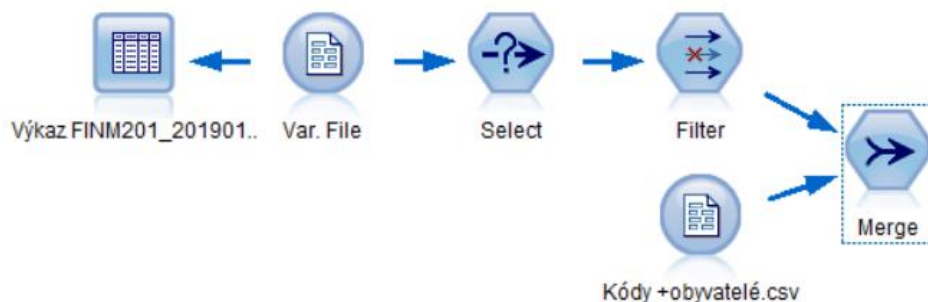 Výkaz FINM201_201901..
Var. File
Select
Filter
Merge
Kódy +obyvatelé.csv